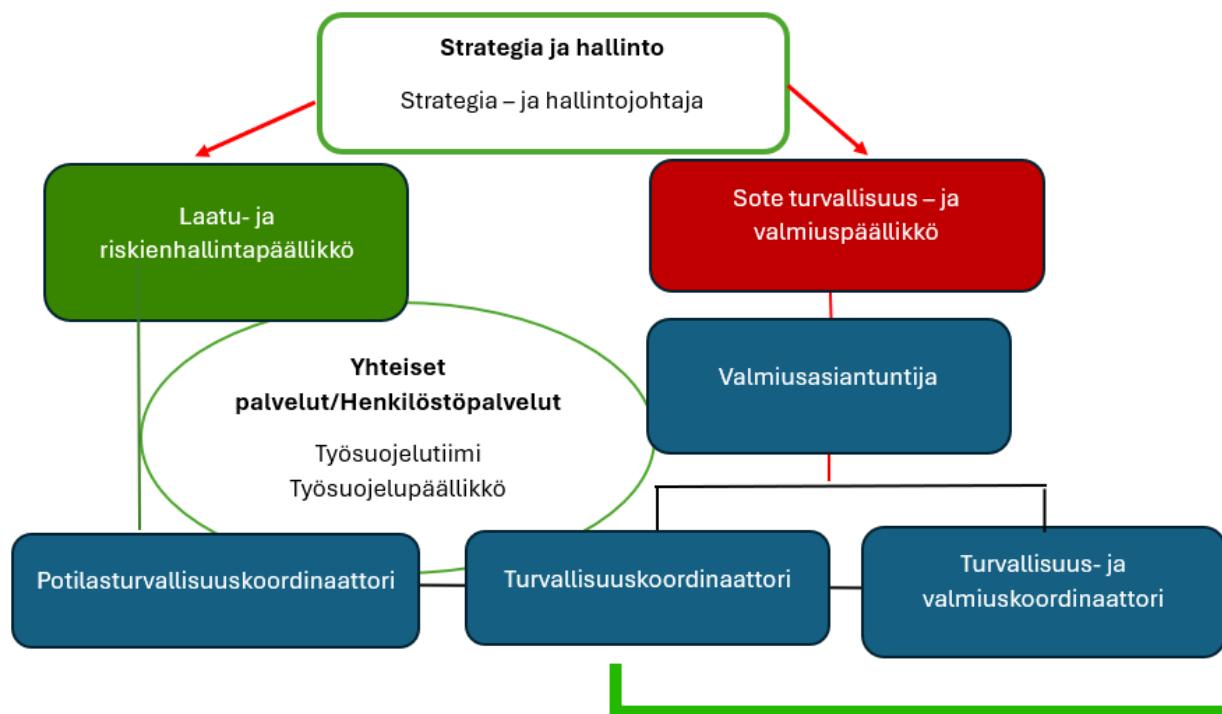 Strategia ja hallinto
Strategia – ja hallintojohtaja
Laatu- ja
riskienhallintapäällikkö
Sote turvallisuus – ja
valmiuspäällikkö
Yhteiset
palvelut/Henkilöstöpalvelut
Työsuojelutiimi
Työsuojelupäällikkö
Valmiusasiantuntija
Potilasturvallisuuskoordinaattori
Turvallisuuskoordinaattori
Turvallisuus- ja
valmiuskoordinaattori